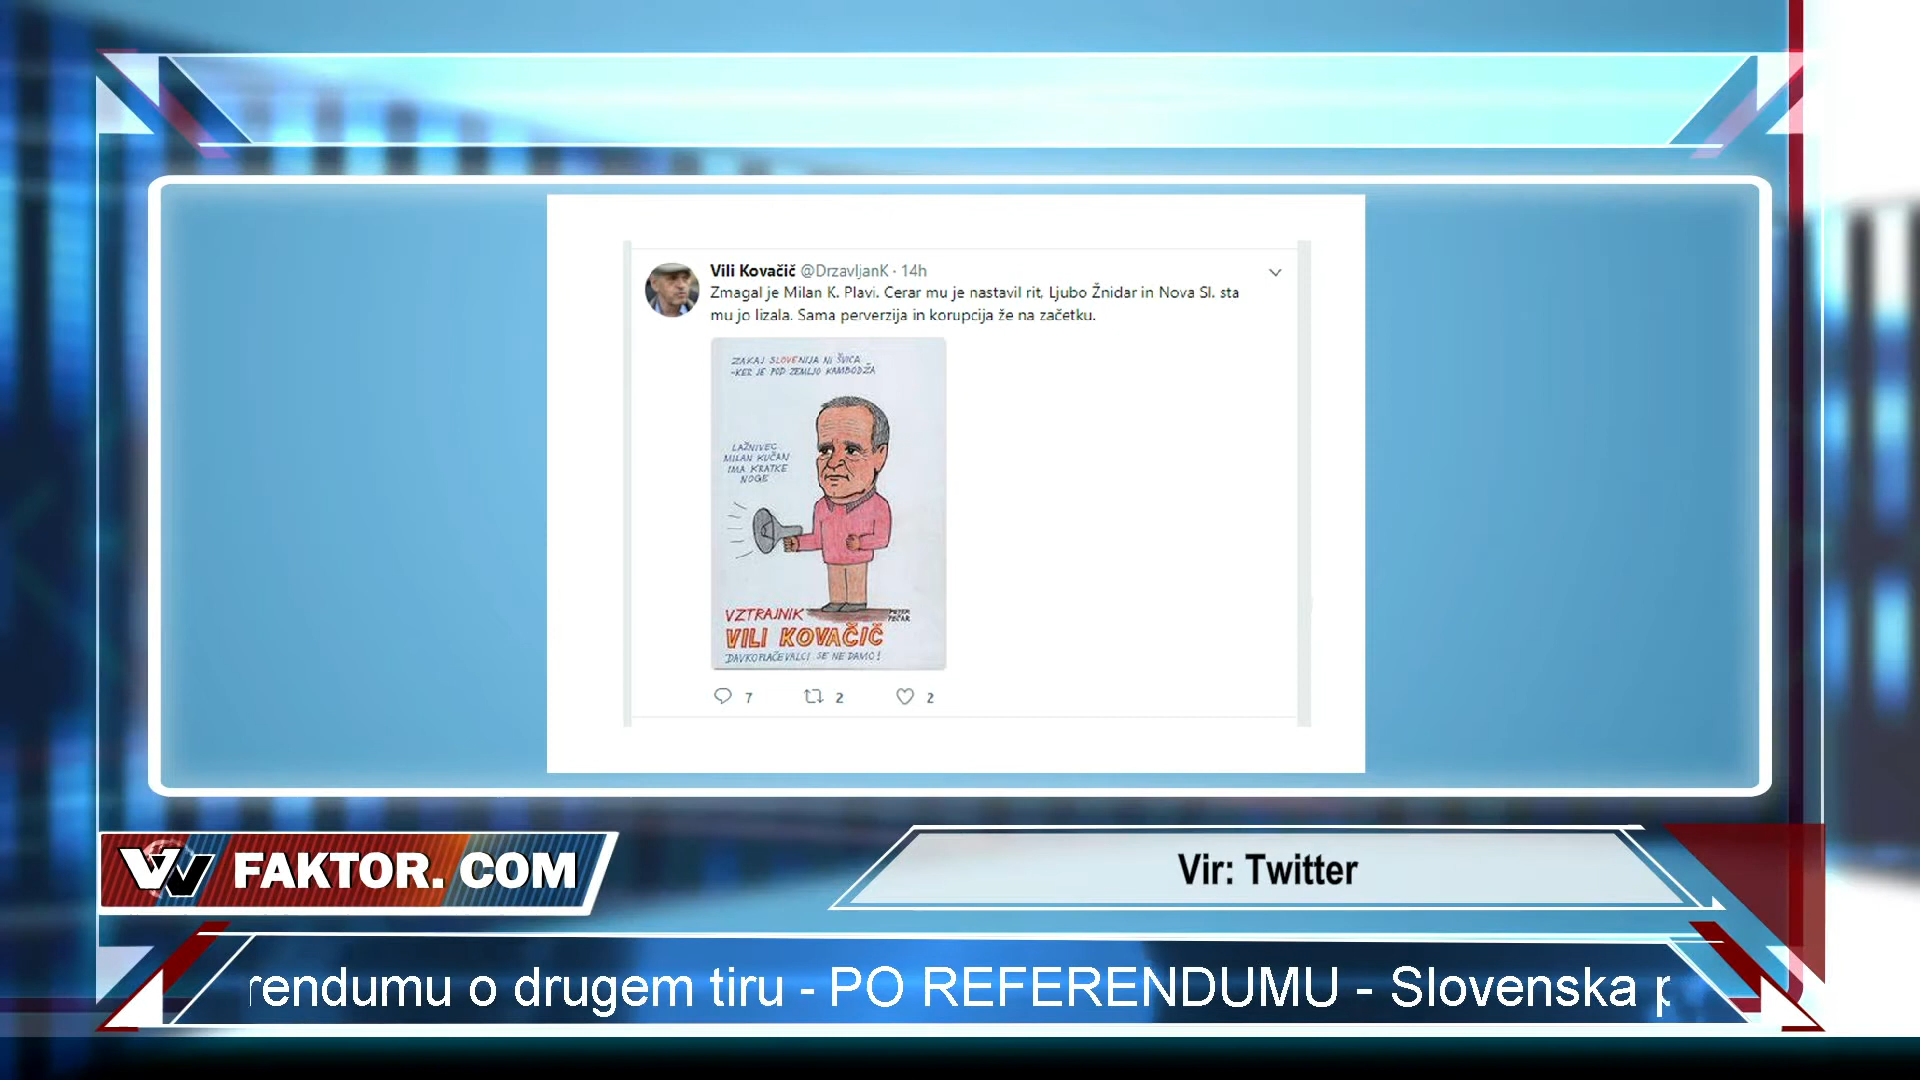 Vili Kovačič @DrzavljanK · 14h
Zmagal je Milan K. Plavi. Cerar mu je nastavil rit, Ljubo Žnidar in Nova SI. sta
mu jo lizala. Sama perverzija in korupcija že na začetku.
ZAKAJ SLOVENIJA NI ŠVICA
-KER JE POD ZEMLJO KAMBODŽA
LAŽNIVEC
MILAN KUČAN
IMA KRATKE
NOGE
VZTRAJNIK
PETER
PEČAR
VILI KOVAČIČ
DAVKOPLAČEVALCI SE NE DAMO!
7 2 2
FAKTOR. COM
Vir: Twitter
rendumu o drugem tiru - PO REFERENDUMU - Slovenska p